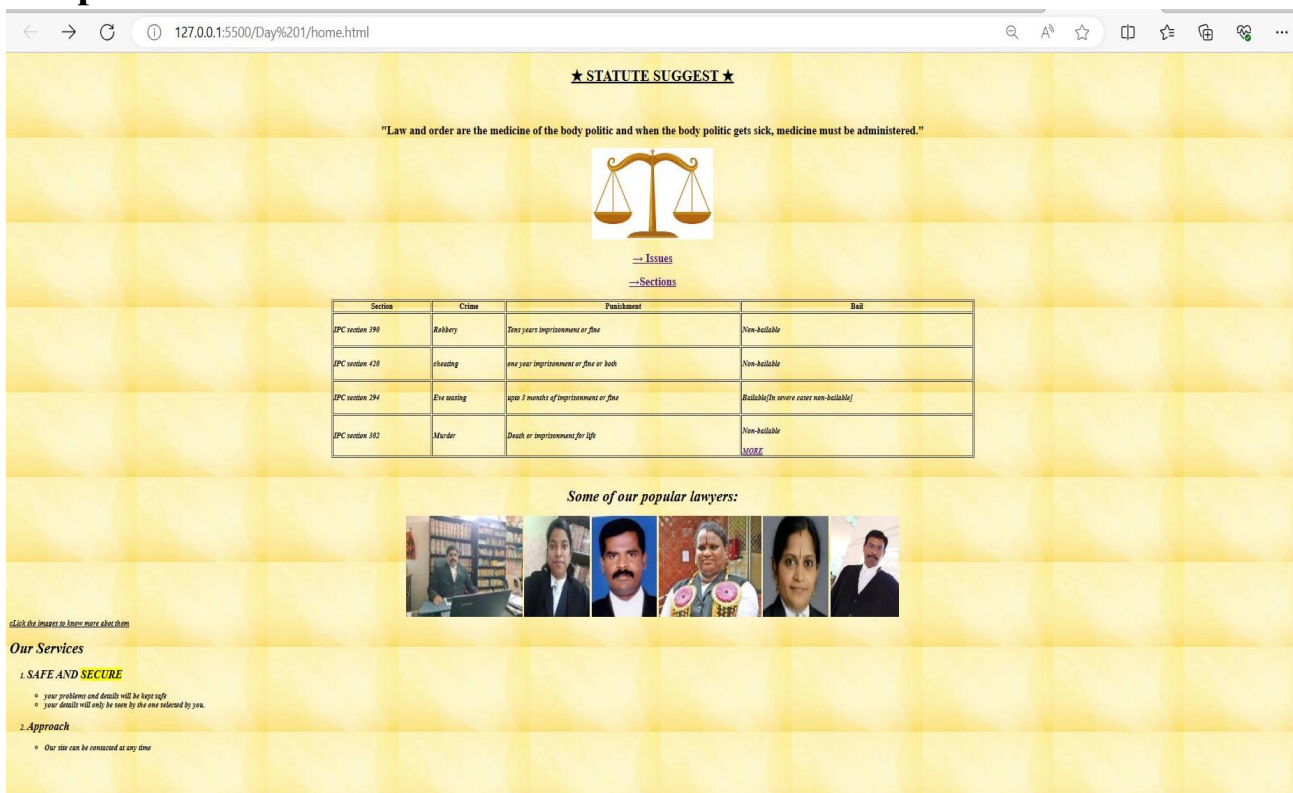 127.0.0.1:5500/Day%201/home.html
★ STATUTE SUGGEST ★
"Law and order are the medicine of the body politic and when the body politic gets sick, medicine must be administered."
→ Issues
→Sections
Section Crime Punishment Bail
IPC section 390 Robbery Tens years imprisonment or fine Non-bailable
IPC section 420 cheating one year imprisonment or fine or both Non-bailable
IPC section 294 Eve teasing upto 3 months of imprisonment or fine Bailable[In severe cases non-bailable]
IPC section 302 Murder Death or imprisonment for life Non-bailable
MORE
Some of our popular lawyers:
cLick the images to know more abot them
Our Services
1. SAFE AND SECURE
your problems and details will be kept safe
your details will only be seen by the one selected by you.
2. Approach
Our site can be contacted at any time